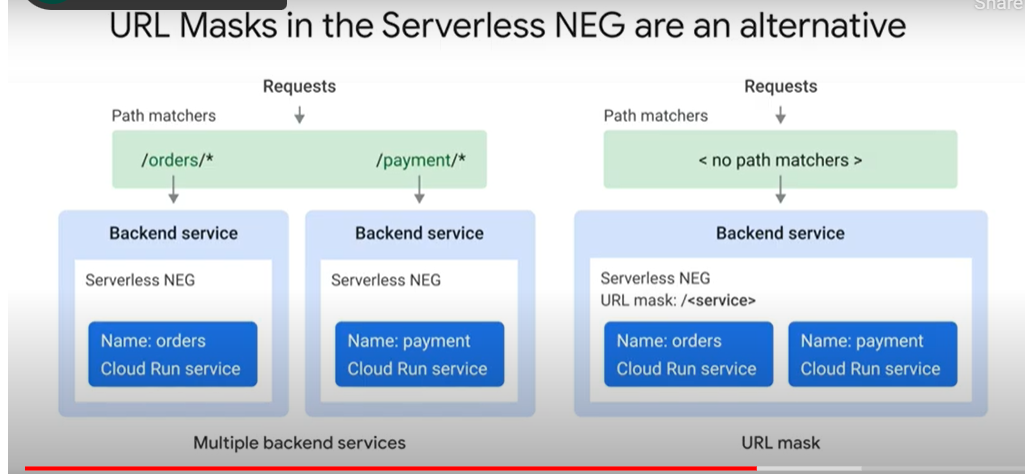 Share
URL Masks in the Serverless NEG are an alternative
Requests
Path matchers
/orders/*
/payment/*
Backend service
Serverless NEG
Name: orders
Cloud Run service
Backend service
Serverless NEG
Name: payment
Cloud Run service
Multiple backend services
Requests
Path matchers
< no path matchers >
Backend service
Serverless NEG
URL mask: /<service>
Name: orders
Cloud Run service
Name: payment
Cloud Run service
URL mask